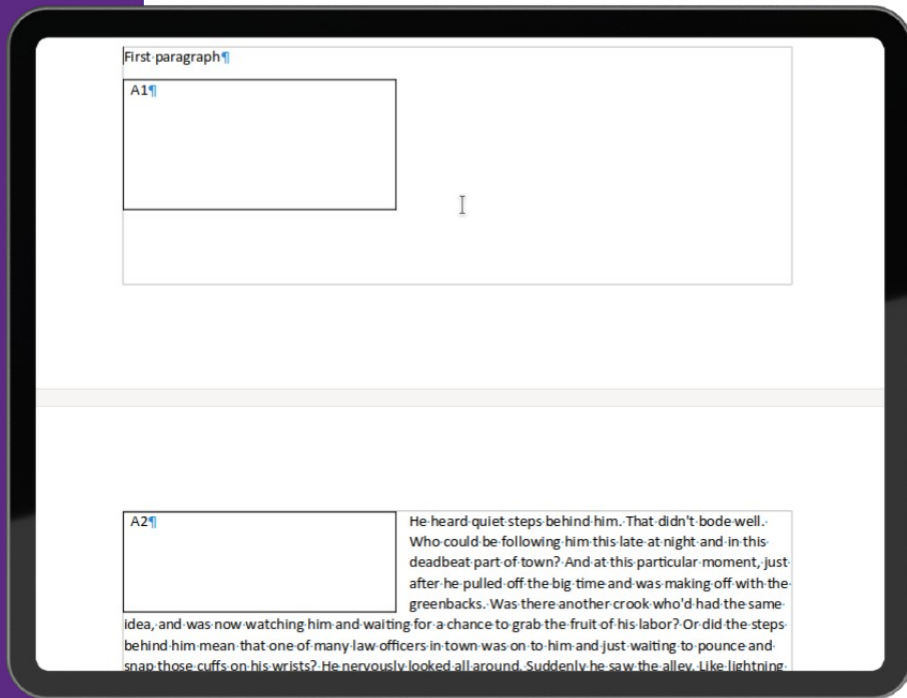 First paragraph¶
A1¶
A2¶
He heard quiet steps behind him. That didn't bode well.
Who could be following him this late at night and in this
deadbeat part of town? And at this particular moment, just
after he pulled off the big time and was making off with the
greenbacks. Was there another crook who'd had the same
idea, and was now watching him and waiting for a chance to grab the fruit of his labor? Or did the steps
behind him mean that one of many law officers in town was on to him and just waiting to pounce and
snap those cuffs on his wrists? He nervously looked all around. Suddenly he saw the alley. Like lightning